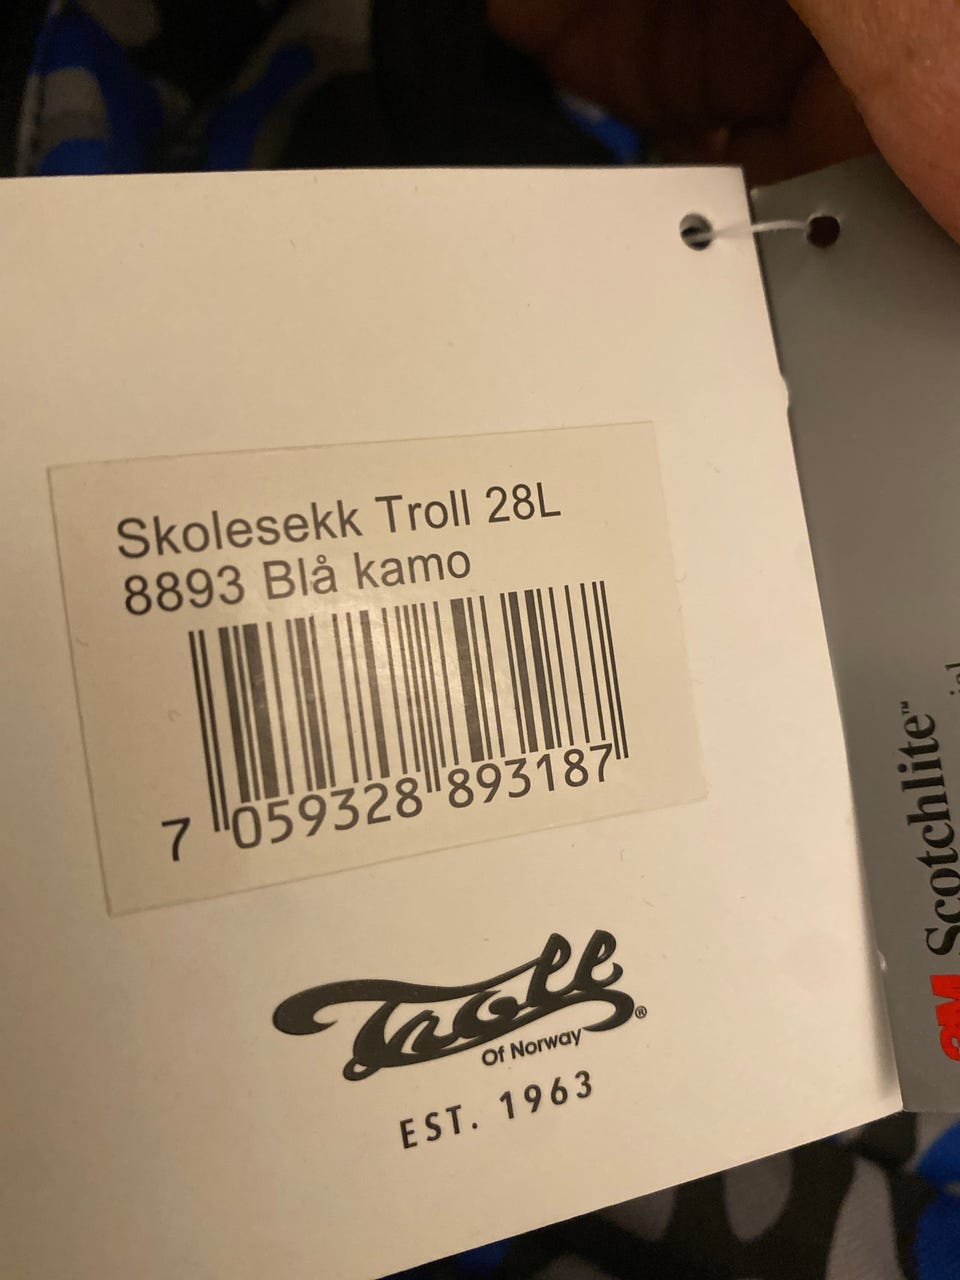 Skolesekk Troll 28L
8893 Blå kamo
7 059328 893187
Troll®
Of Norway
EST. 1963
3M Scotchlite™